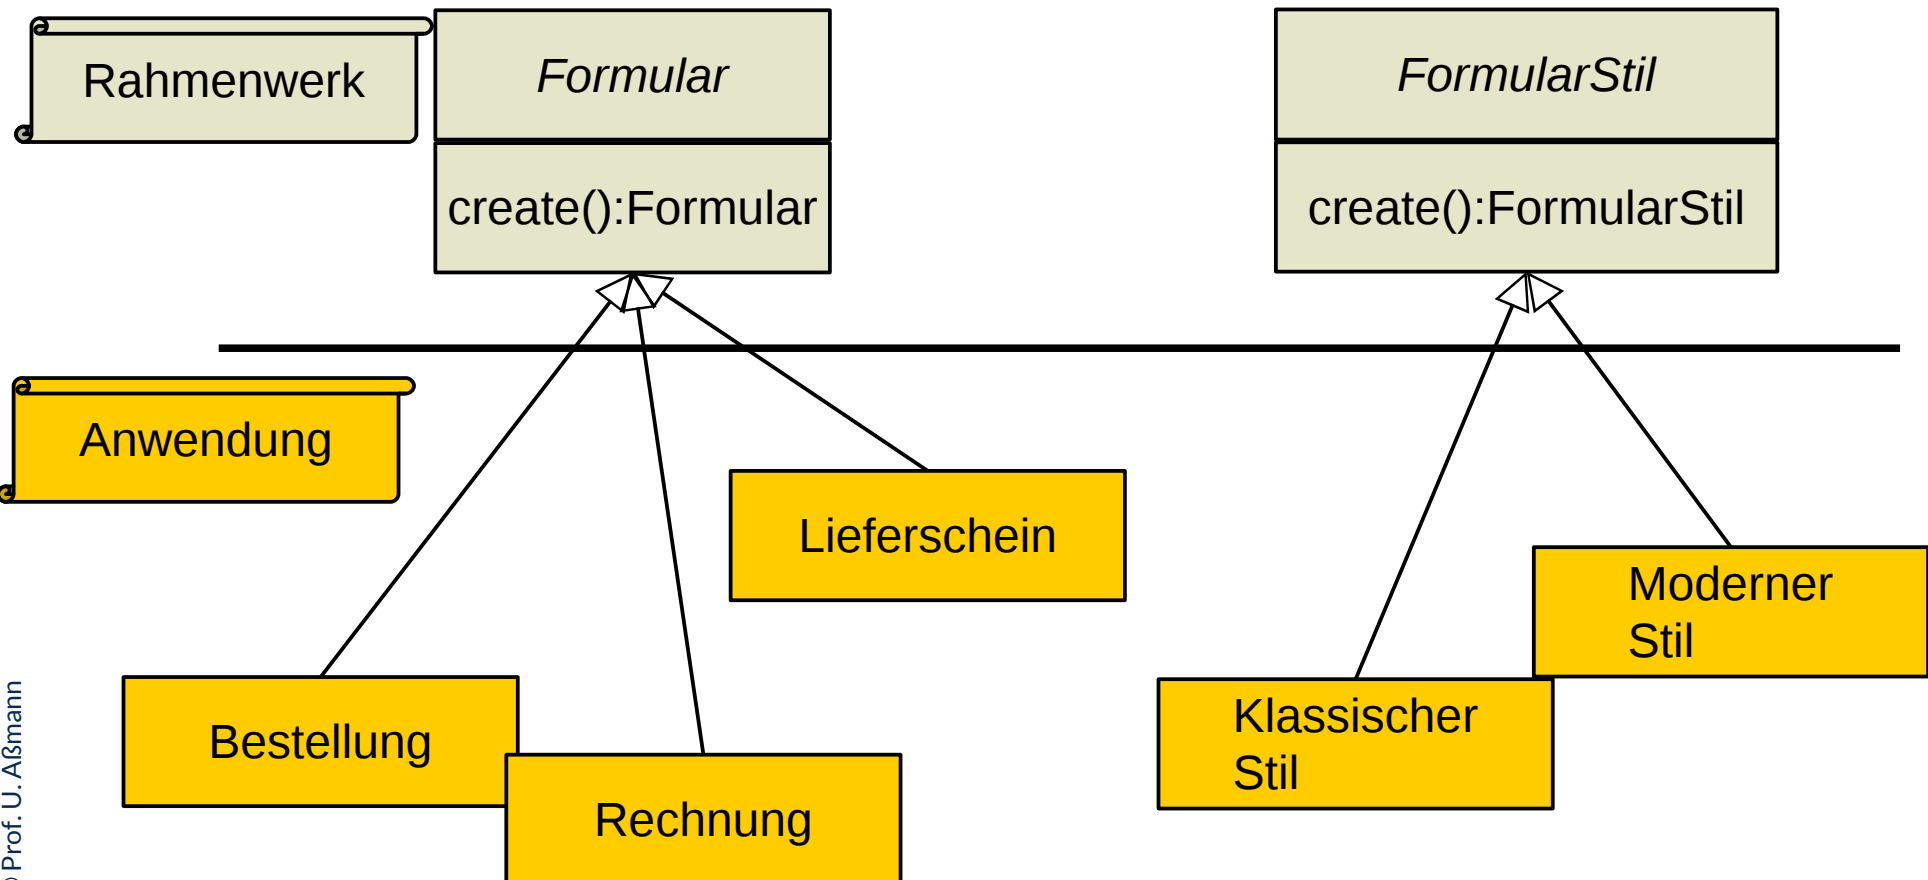 Rahmenwerk
Formular
create():Formular
FormularStil
create():FormularStil
Anwendung
Lieferschein
Moderner
Stil
Bestellung
Klassischer
Stil
Rechnung
© Prof. U. Aßmann